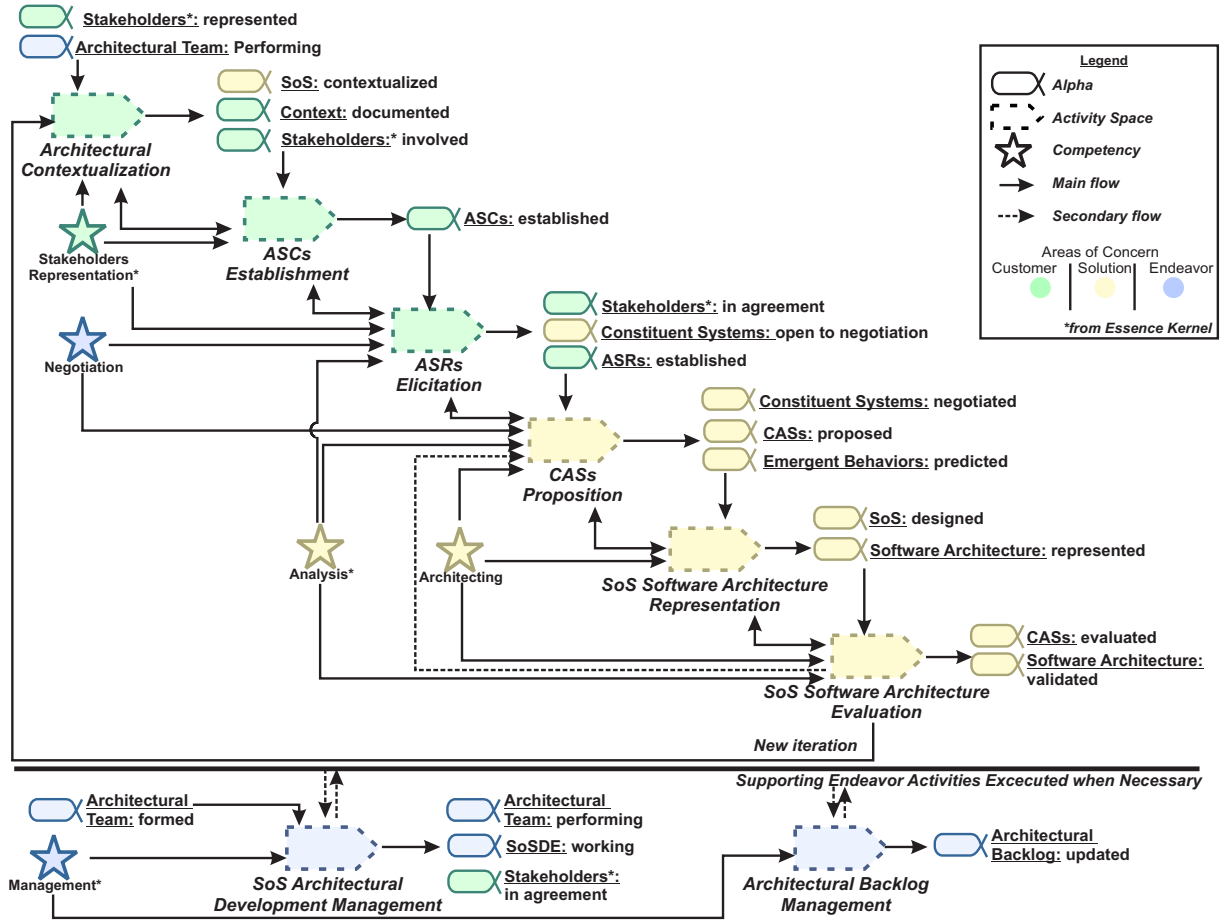 Stakeholders*: represented
Architectural Team: Performing
SoS: contextualized
Context: documented
Stakeholders:* involved
Architectural
Contextualization
Stakeholders
Representation*
ASCs
Establishment
ASCs: established
Negotiation
ASRs
Elicitation
Stakeholders*: in agreement
Constituent Systems: open to negotiation
ASRs: established
CASs
Proposition
Constituent Systems: negotiated
CASs: proposed
Emergent Behaviors: predicted
Analysis*
Architecting
SoS Software Architecture
Representation
SoS: designed
Software Architecture: represented
SoS Software Architecture
Evaluation
CASs: evaluated
Software Architecture:
validated
New iteration
Legend
Alpha
Activity Space
Competency
Main flow
Secondary flow
Areas of Concern
Customer
Solution
Endeavor
*from Essence Kernel
Supporting Endeavor Activities Excecuted when Necessary
Architectural
Team: formed
Management*
SoS Architectural
Development Management
Architectural
Team: performing
SoSDE: working
Stakeholders*:
in agreement
Architectural Backlog
Management
Architectural
Backlog: updated